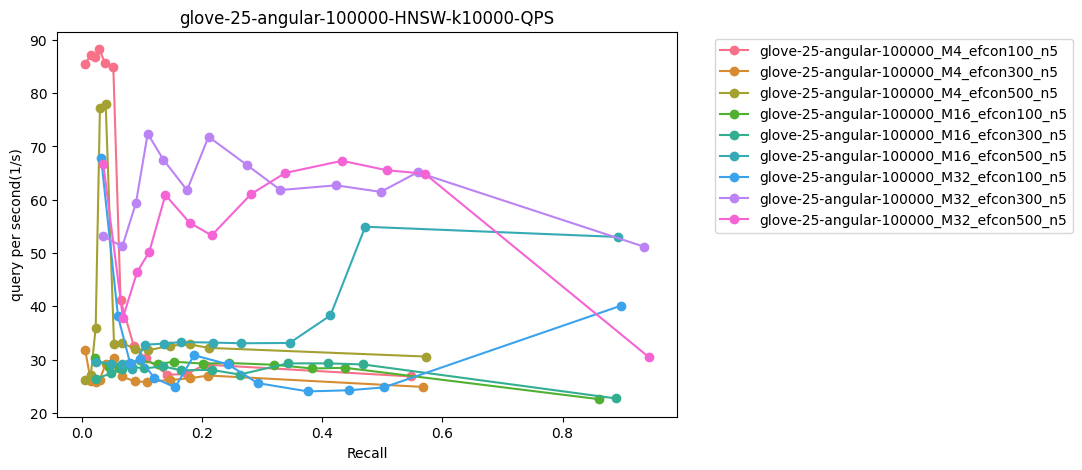 glove-25-angular-100000-HNSW-k10000-QPS
90
80
70
60
50
40
30
20
query per second(1/s)
0.0
0.2
0.4
0.6
0.8
Recall
glove-25-angular-100000_M4_efcon100_n5
glove-25-angular-100000_M4_efcon300_n5
glove-25-angular-100000_M4_efcon500_n5
glove-25-angular-100000_M16_efcon100_n5
glove-25-angular-100000_M16_efcon300_n5
glove-25-angular-100000_M16_efcon500_n5
glove-25-angular-100000_M32_efcon100_n5
glove-25-angular-100000_M32_efcon300_n5
glove-25-angular-100000_M32_efcon500_n5